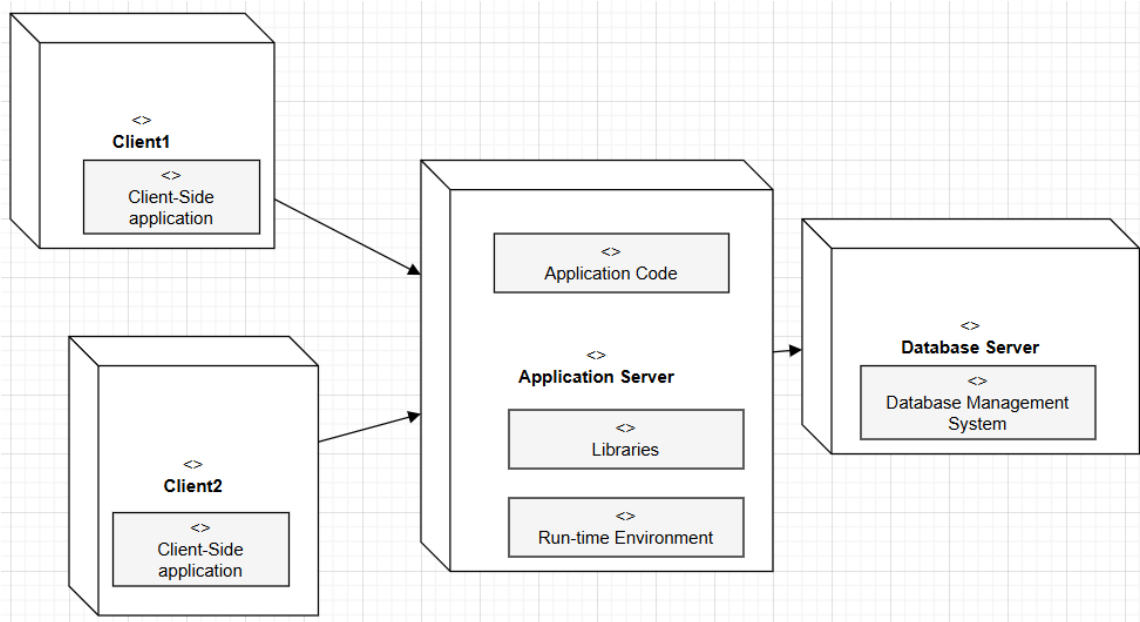 <>
Client1
<>
Client-Side
application
<>
Application Code
<>
Application Server
<>
Libraries
<>
Run-time Environment
<>
Database Server
<>
Database Management
System
<>
Client2
<>
Client-Side
application